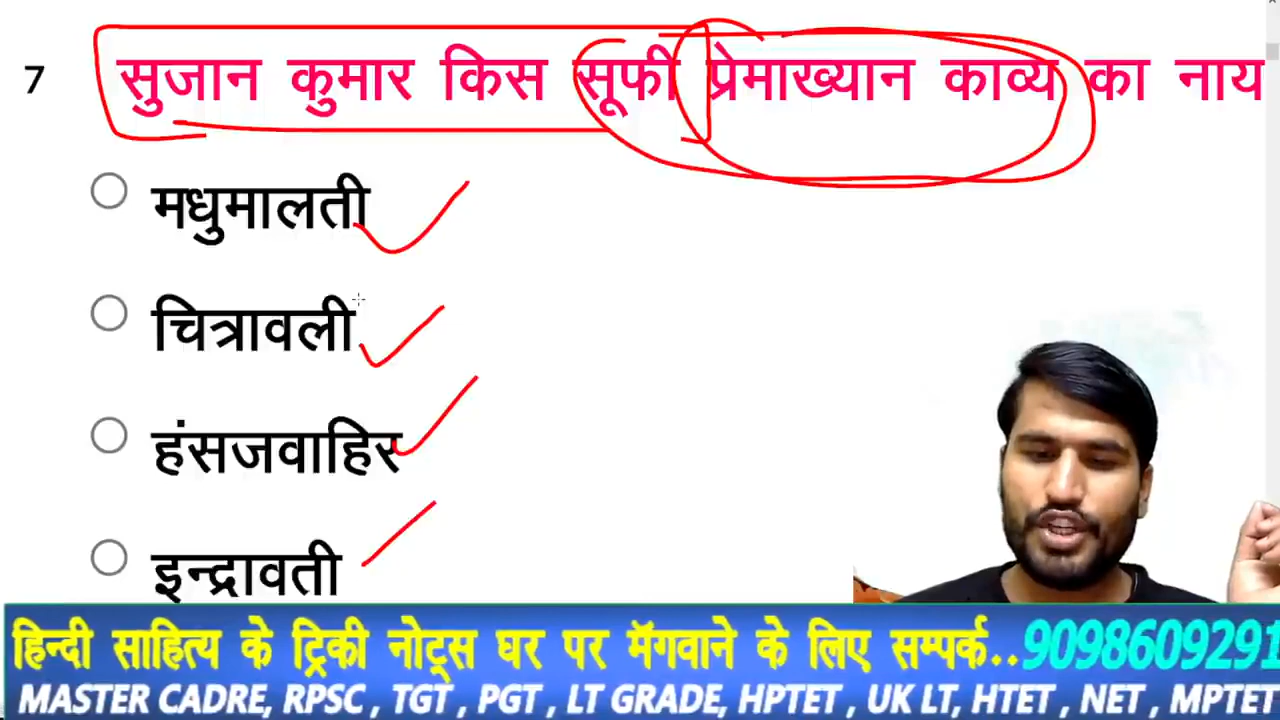 7 सुजान कुमार किस सूफी प्रेमाख्यान काव्य का नाय
मधुमालती
चित्रावली
हंसजवाहिर
इन्द्रावती
हिन्दी साहित्य के ट्रिकी नोट्स घर पर मँगवाने के लिए सम्पर्क..9098609291
MASTER CADRE, RPSC , TGT , PGT , LT GRADE, HPTET , UK LT, HTET , NET , MPTET